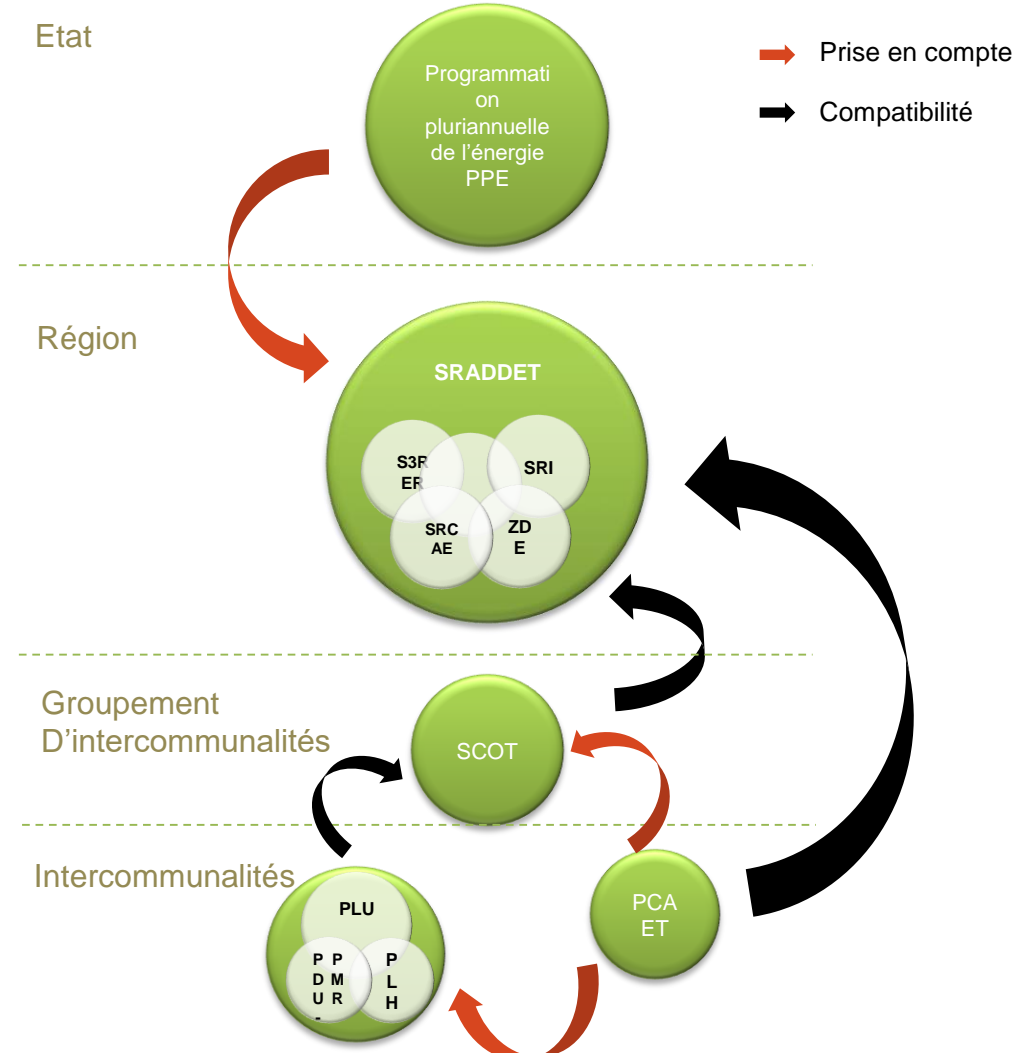 Etat
Prise en compte
Compatibilité
Programmati
on
pluriannuelle
de l’énergie
PPE
Région
SRADDET
S3R
ER
SRI
SRC
AE
ZD
E
Groupement
D’intercommunalités
SCOT
Intercommunalités
PLU
P P
D M
U R
-
P
L
H
PCA
ET